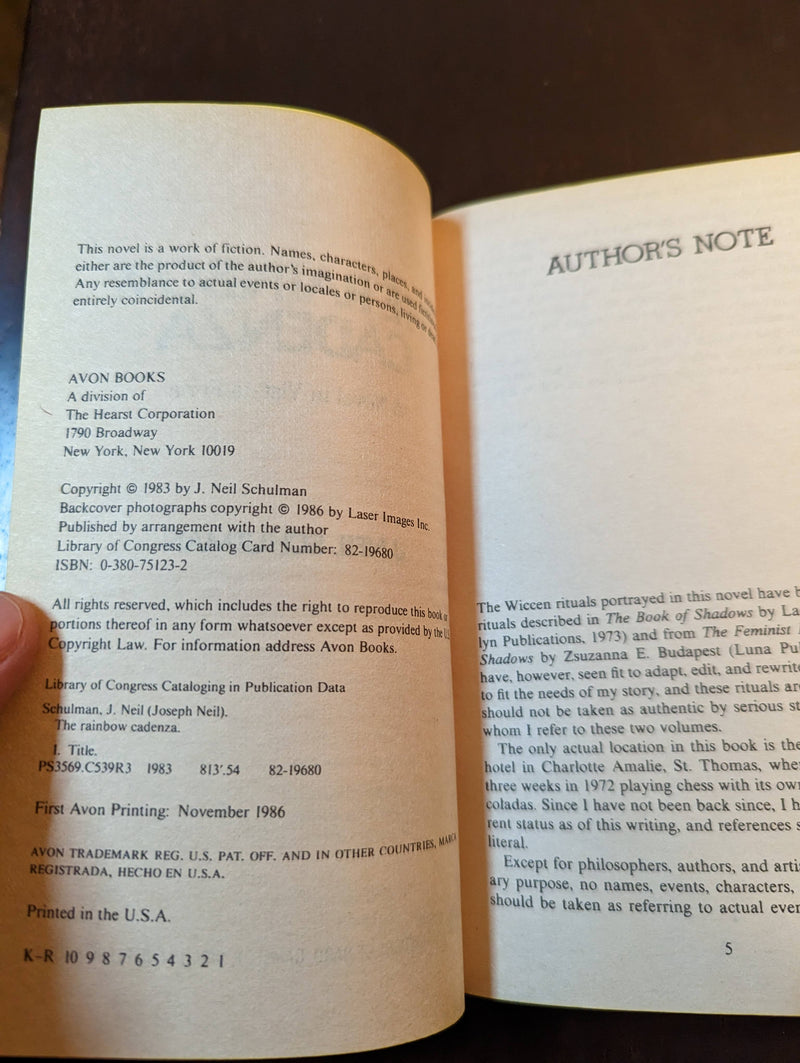 This novel is a work of fiction. Names, characters, places, and
either are the product of the author's imagination or are used
Any resemblance to actual events or locales or persons, living or
entirely coincidental.
AVON BOOKS
A division of
The Hearst Corporation
1790 Broadway
New York, New York 10019
Copyright © 1983 by J. Neil Schulman
Backcover photographs copyright © 1986 by Laser Images Inc.
Published by arrangement with the author
Library of Congress Catalog Card Number: 82-19680
ISBN: 0-380-75123-2
All rights reserved, which includes the right to reproduce this book or
portions thereof in any form whatsoever except as provided by the U.S.
Copyright Law. For information address Avon Books.
Library of Congress Cataloging in Publication Data
Schulman, J. Neil (Joseph Neil).
The rainbow cadenza.
I. Title.
PS3569.C539R3 1983 813'.54 82-19680
First Avon Printing: November 1986
AVON TRADEMARK REG. U.S. PAT. OFF. AND IN OTHER COUNTRIES, MARCA
REGISTRADA, HECHO EN U.S.A.
Printed in the U.S.A.
K–R 10 9 8 7 6 5 4 3 2 1
AUTHOR'S NOTE
The Wiccen rituals portrayed in this novel have b
rituals described in The Book of Shadows by La
lyn Publications, 1973) and from The Feminist
Shadows by Zsuzanna E. Budapest (Luna Pu
have, however, seen fit to adapt, edit, and rewrite
to fit the needs of my story, and these rituals ar
should not be taken as authentic by serious st
whom I refer to these two volumes.
The only actual location in this book is the
hotel in Charlotte Amalie, St. Thomas, whe
three weeks in 1972 playing chess with its own
coladas. Since I have not been back since, I h
rent status as of this writing, and references s
literal.
Except for philosophers, authors, and arti
ary purpose, no names, events, characters,
should be taken as referring to actual even
5